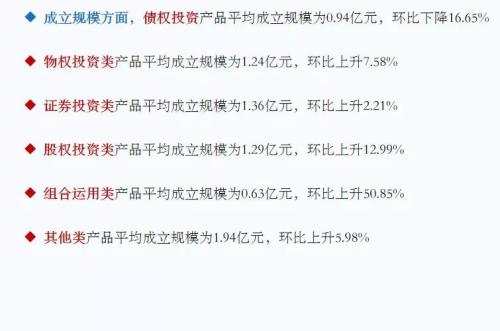 ◆ 成立规模方面，债权投资产品平均成立规模为0.94亿元，环比下降16.65%
◆ 物权投资类产品平均成立规模为1.24亿元，环比上升7.58%
◆ 证券投资类产品平均成立规模为1.36亿元，环比上升2.21%
◆ 股权投资类产品平均成立规模为1.29亿元，环比上升12.99%
◆ 组合运用类产品平均成立规模为0.63亿元，环比上升50.85%
◆ 其他类产品平均成立规模为1.94亿元，环比上升5.98%